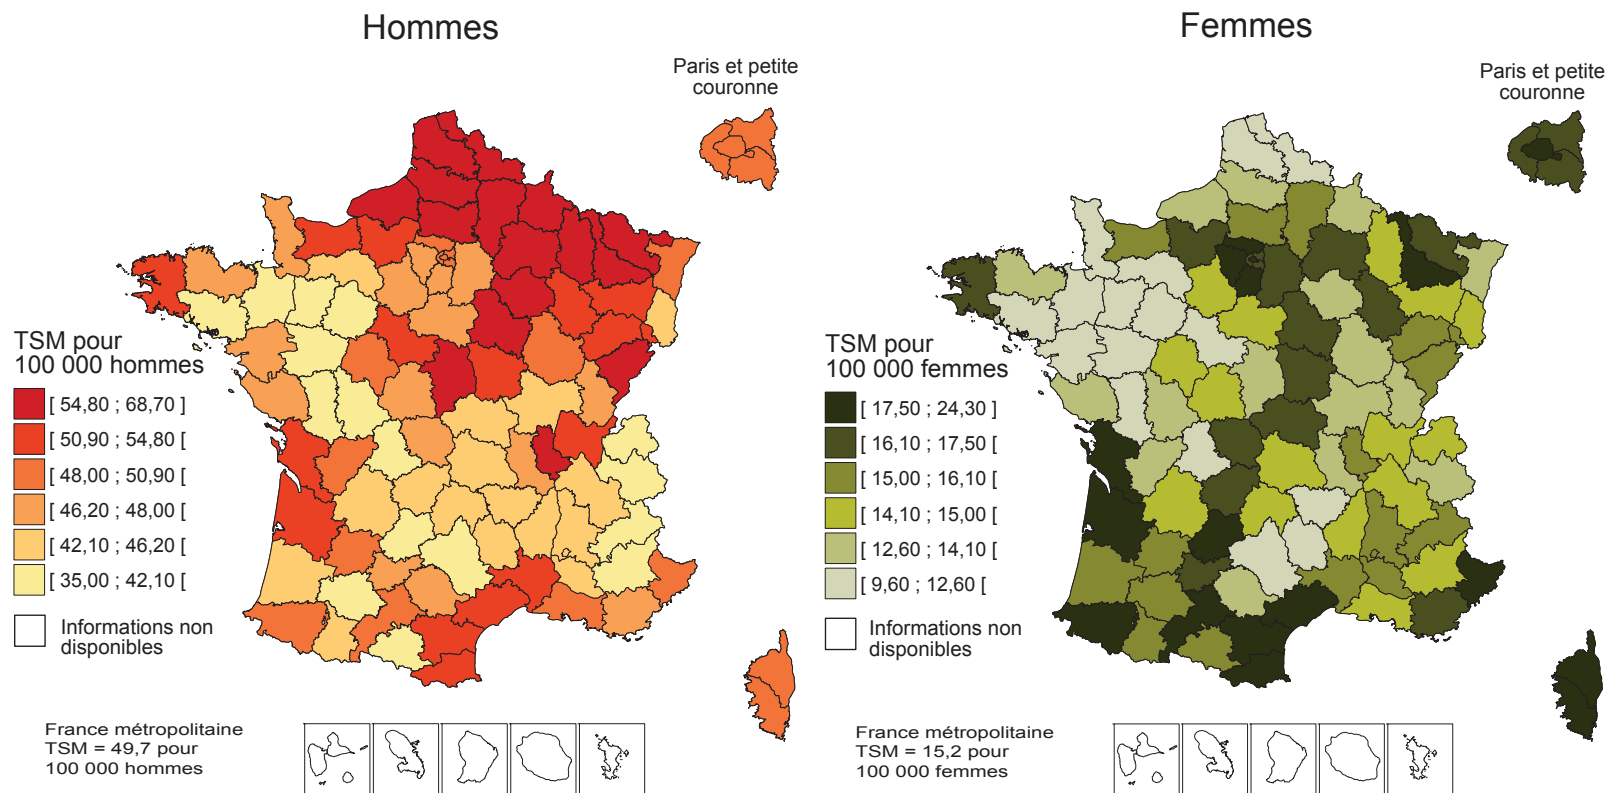 Hommes
Paris et petite
couronne
TSM pour
100 000 hommes
[ 54,80 ; 68,70 ]
[ 50,90 ; 54,80 [
[ 48,00 ; 50,90 [
[ 46,20 ; 48,00 [
[ 42,10 ; 46,20 [
[ 35,00 ; 42,10 [
Informations non
disponibles
France métropolitaine
TSM = 49,7 pour
100 000 hommes
Femmes
Paris et petite
couronne
TSM pour
100 000 femmes
[ 17,50 ; 24,30 ]
[ 16,10 ; 17,50 [
[ 15,00 ; 16,10 [
[ 14,10 ; 15,00 [
[ 12,60 ; 14,10 [
[ 9,60 ; 12,60 [
Informations non
disponibles
France métropolitaine
TSM = 15,2 pour
100 000 femmes